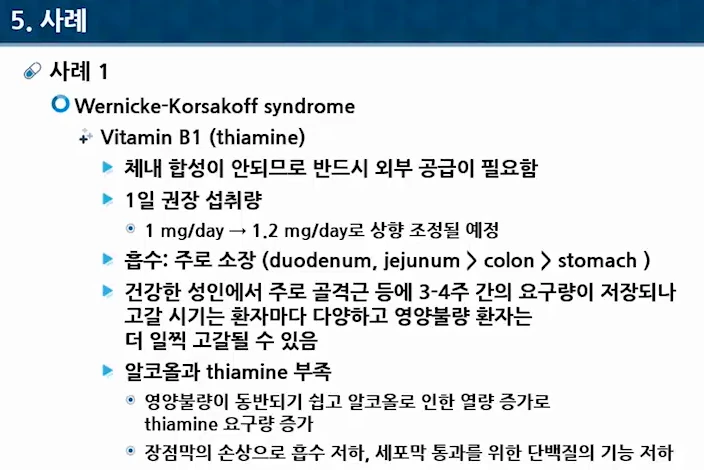 5. 사례
사례 1
Wernicke-Korsakoff syndrome
Vitamin B1 (thiamine)
체내 합성이 안되므로 반드시 외부 공급이 필요함
1일 권장 섭취량
1 mg/day → 1.2 mg/day로 상향 조정될 예정
흡수: 주로 소장 (duodenum, jejunum > colon > stomach )
건강한 성인에서 주로 골격근 등에 3-4주 간의 요구량이 저장되나
고갈 시기는 환자마다 다양하고 영양불량 환자는
더 일찍 고갈될 수 있음
알코올과 thiamine 부족
영양불량이 동반되기 쉽고 알코올로 인한 열량 증가로
thiamine 요구량 증가
장점막의 손상으로 흡수 저하, 세포막 통과를 위한 단백질의 기능 저하